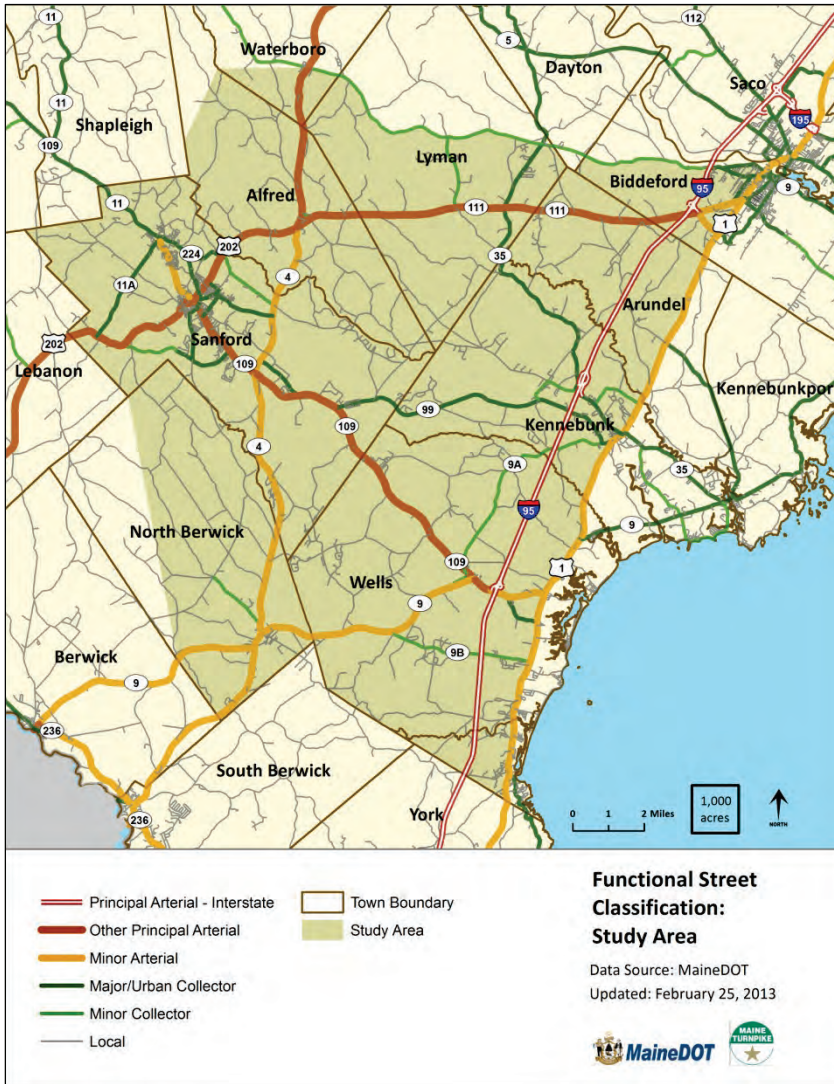 11
Waterboro
5
112
Dayton
Saco
11
195
Shapleigh
109
Lyman
Biddeford
95
9
Alfred
11
111
111
1
202
224
4
35
11A
Arundel
202
Sanford
Lebanon
109
Kennebunkpor
99
Kennebunk
109
4
9A
35
95
9
North Berwick
109
Wells
1
9
Berwick
9B
9
236
South Berwick
York
236
0 1 2 Miles
1,000
acres
NORTH
Principal Arterial - Interstate
Other Principal Arterial
Minor Arterial
Major/Urban Collector
Minor Collector
Local
Town Boundary
Study Area
Functional Street
Classification:
Study Area
Data Source: MaineDOT
Updated: February 25, 2013
MaineDOT
MAINE
TURNPIKE